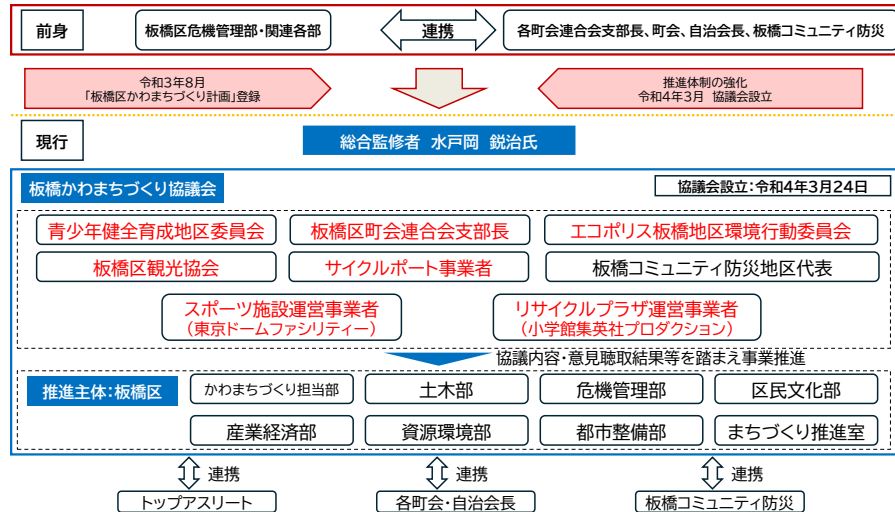 前身
板橋区危機管理部・関連各部
連携
各町会連合会支部長、町会、自治会長、板橋コミュニティ防災
令和3年8月
「板橋区かわまちづくり計画」登録
推進体制の強化
令和4年3月 協議会設立
現行
総合監修者 水戸岡 鋭治氏
板橋かわまちづくり協議会
協議会設立:令和4年3月24日
青少年健全育成地区委員会
板橋区町会連合会支部長
エコポリス板橋地区環境行動委員会
板橋区観光協会
サイクルポート事業者
板橋コミュニティ防災地区代表
スポーツ施設運営事業者
(東京ドームファシリティー)
リサイクルプラザ運営事業者
(小学館集英社プロダクション)
協議内容・意見聴取結果等を踏まえ事業推進
推進主体:板橋区
かわまちづくり担当部
土木部
危機管理部
区民文化部
産業経済部
資源環境部
都市整備部
まちづくり推進室
連携
連携
連携
トップアスリート
各町会・自治会長
板橋コミュニティ防災